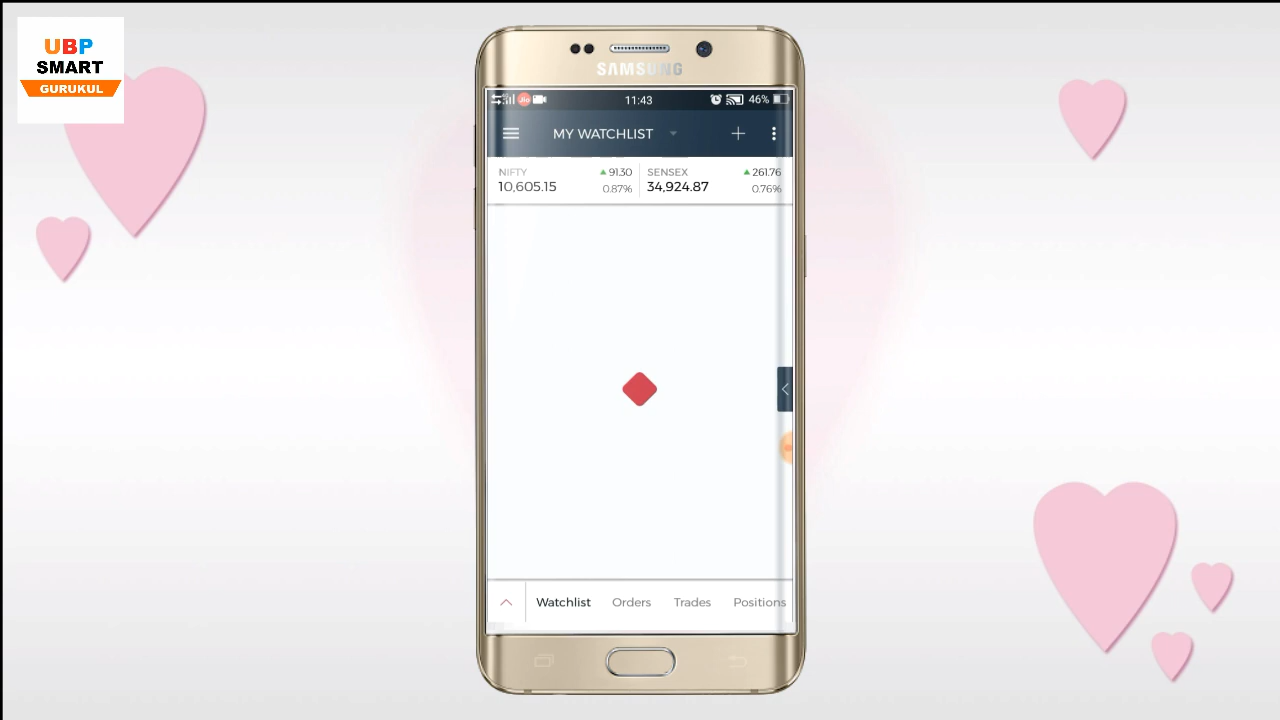 UBP
SMART
GURUKUL
SAMSUNG
Jio
11:43
46%
MY WATCHLIST
NIFTY
91.30
10,605.15
0.87%
SENSEX
261.76
34,924.87
0.76%
Watchlist
Orders
Trades
Positions